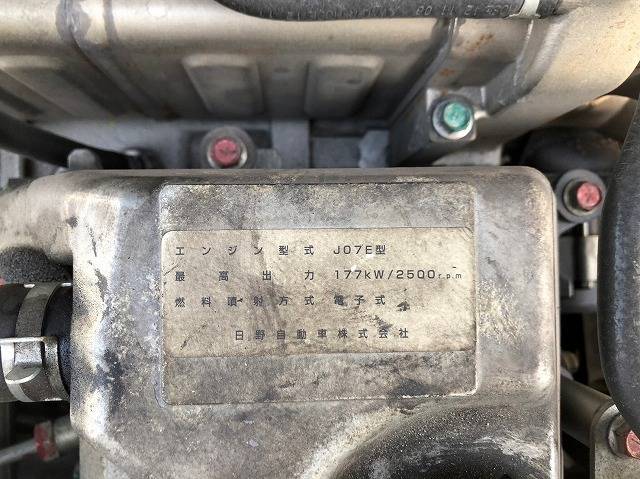 エンジン型式 J07E型
最高出力 177kW/2500r.p.m
燃料噴射方式 電子式
日野自動車株式会社